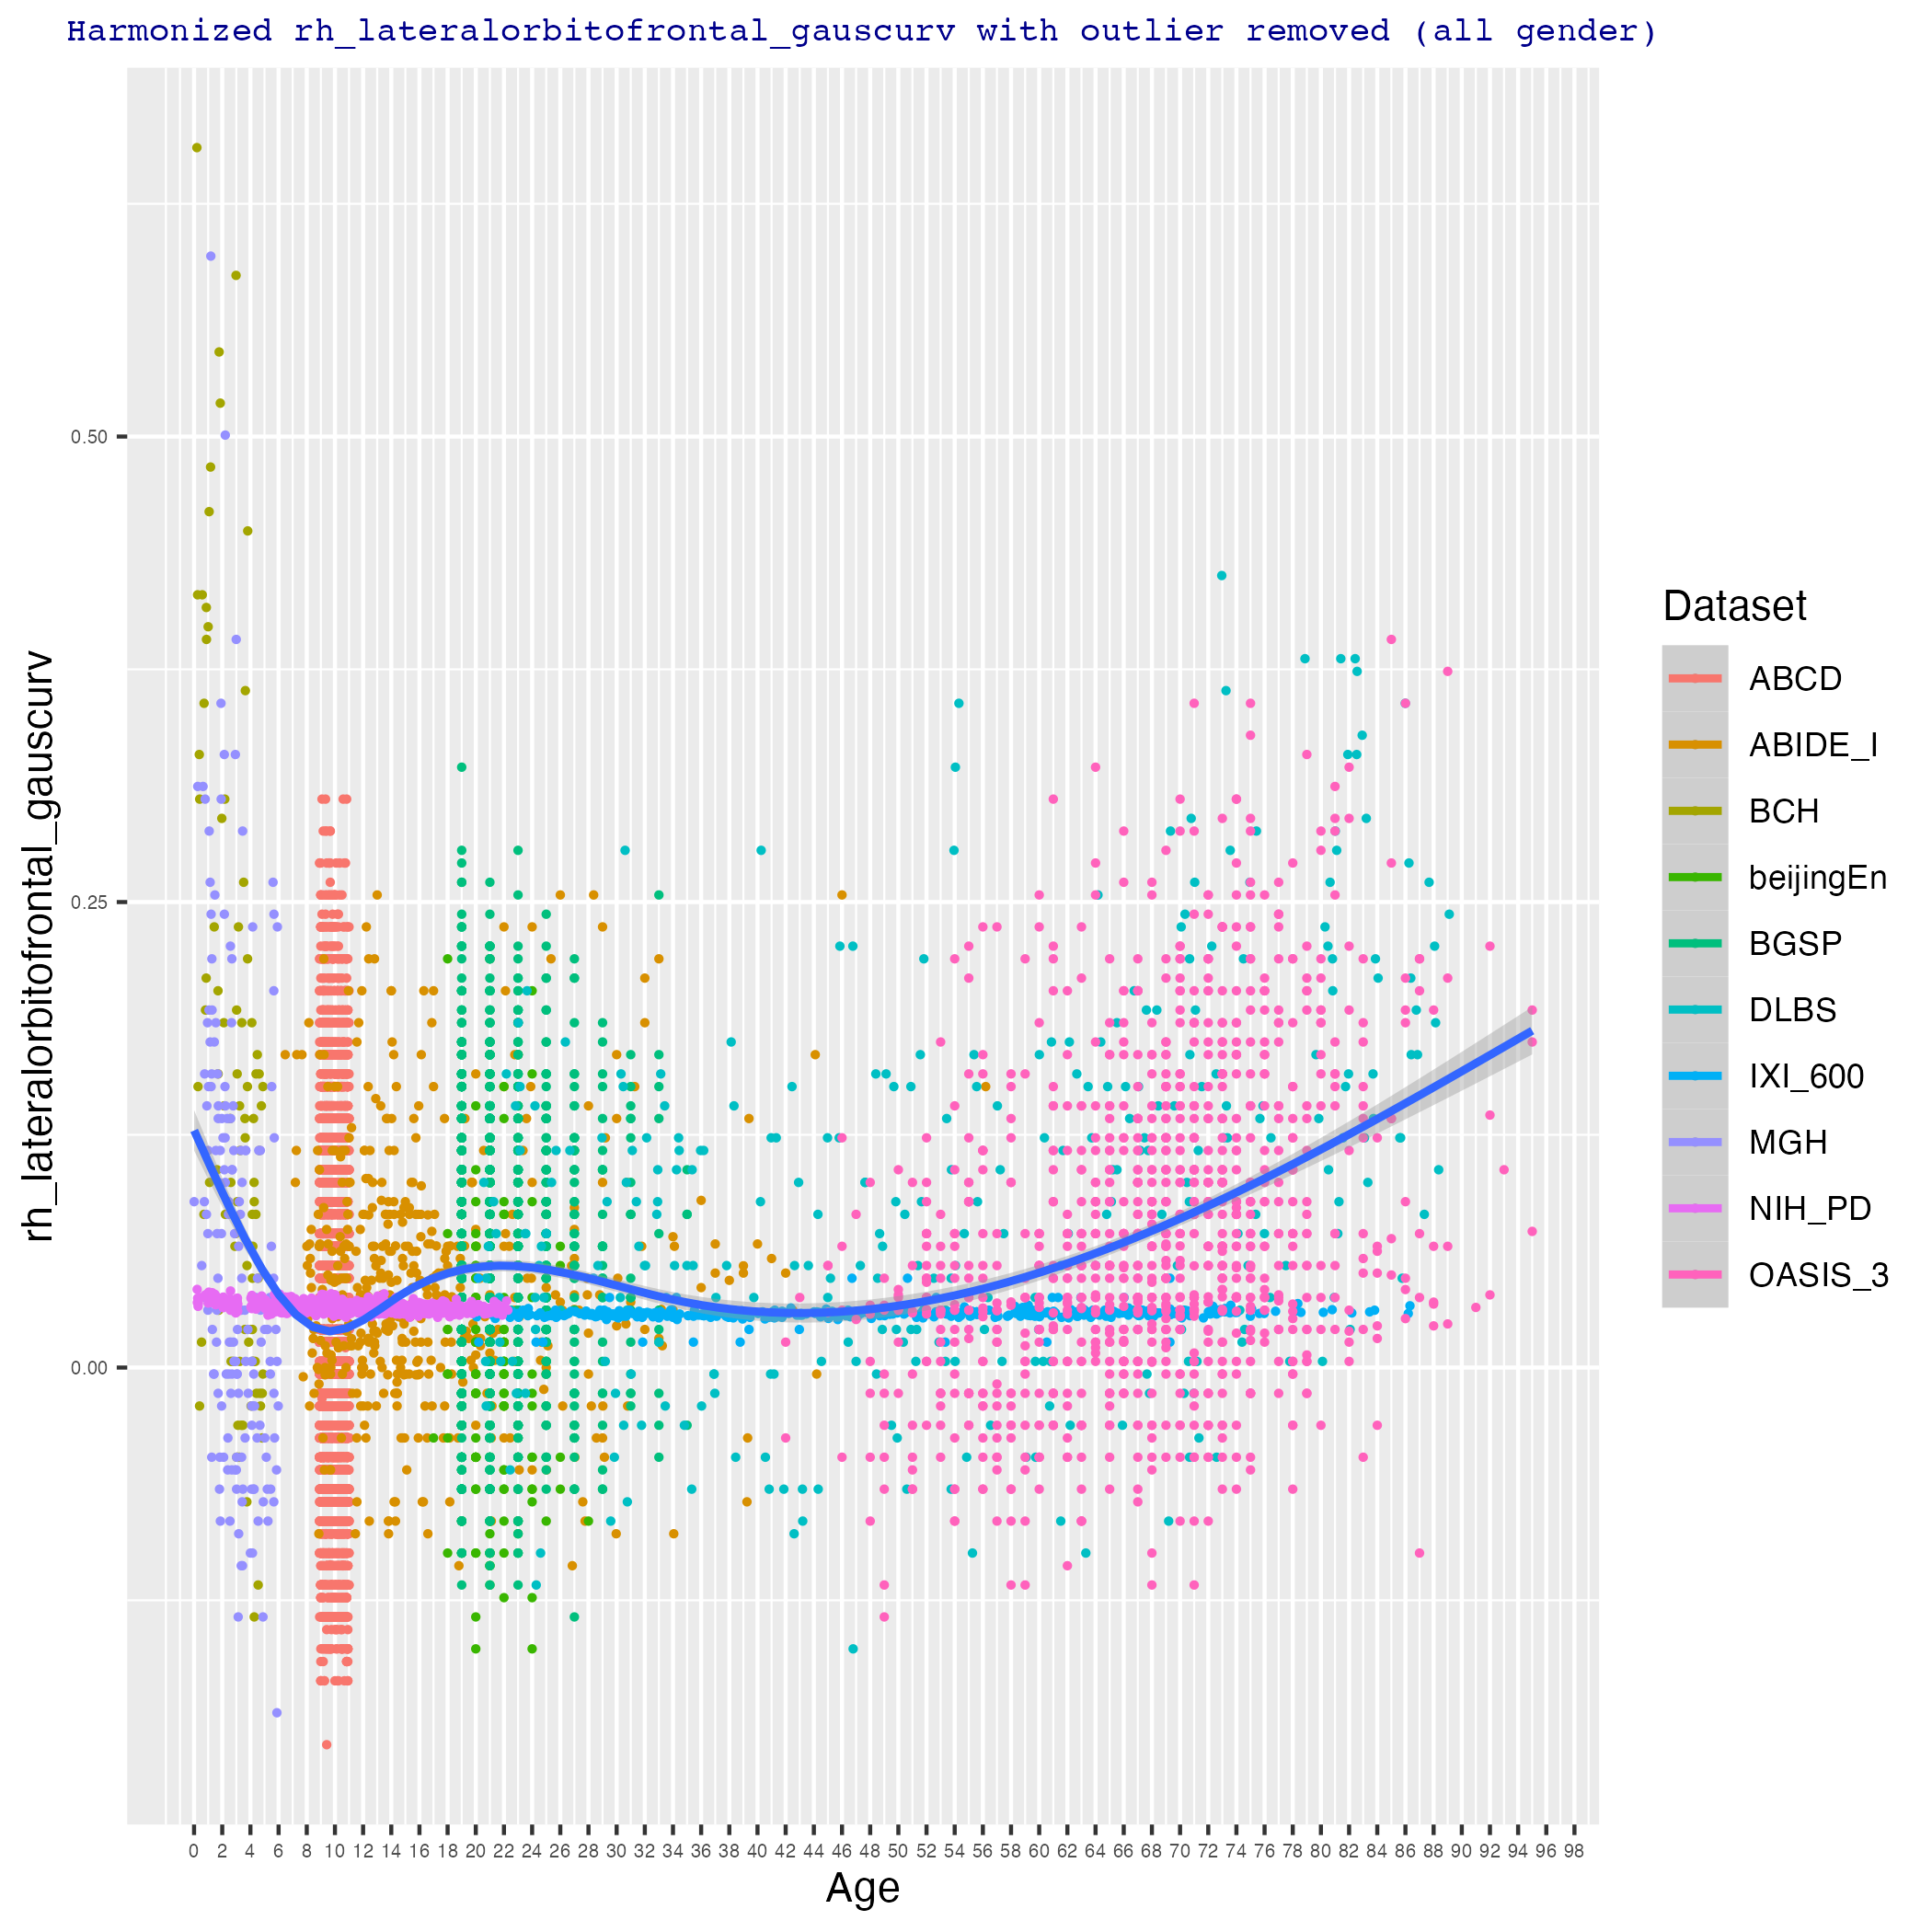 Harmonized rh_lateralorbitofrontal_gauscurv with outlier removed (all gender)
rh_lateralorbitofrontal_gauscurv
0.50
0.25
0.00
0 2 4 6 8 10 12 14 16 18 20 22 24 26 28 30 32 34 36 38 40 42 44 46 48 50 52 54 56 58 60 62 64 66 68 70 72 74 76 78 80 82 84 86 88 90 92 94 96 98
Age
Dataset
ABCD
ABIDE_I
BCH
beijingEn
BGSP
DLBS
IXI_600
MGH
NIH_PD
OASIS_3